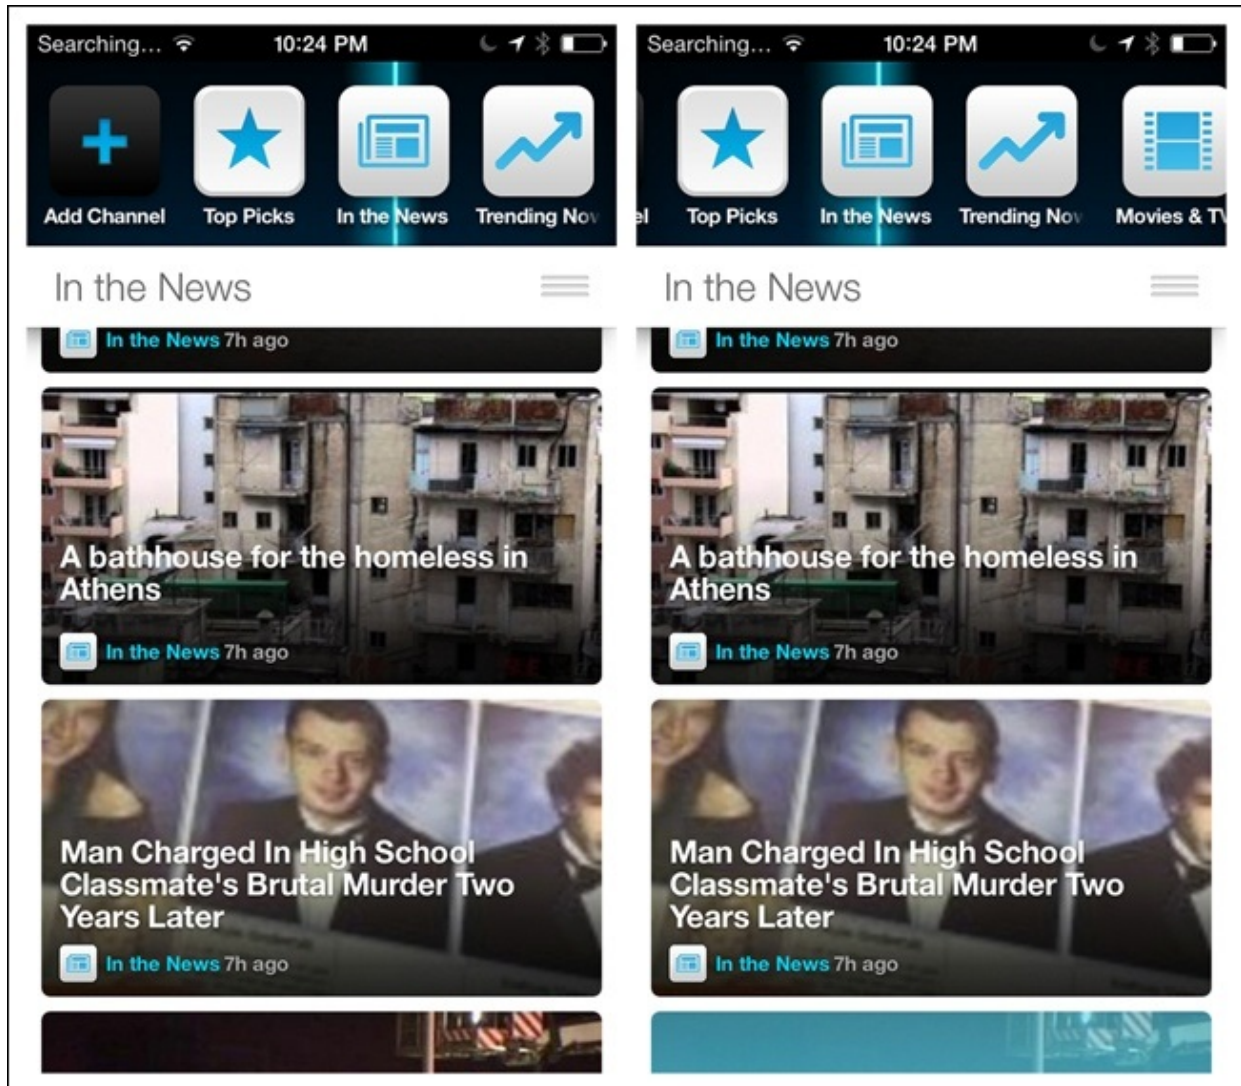 Searching...
10:24 PM
Add Channel
Top Picks
In the News
Trending Nov
In the News
In the News 7h ago
A bathhouse for the homeless in
Athens
In the News 7h ago
Man Charged In High School
Classmate's Brutal Murder Two
Years Later
In the News 7h ago
Searching...
10:24 PM
el
Top Picks
In the News
Trending Nov
Movies & TV
In the News
In the News 7h ago
A bathhouse for the homeless in
Athens
In the News 7h ago
Man Charged In High School
Classmate's Brutal Murder Two
Years Later
In the News 7h ago